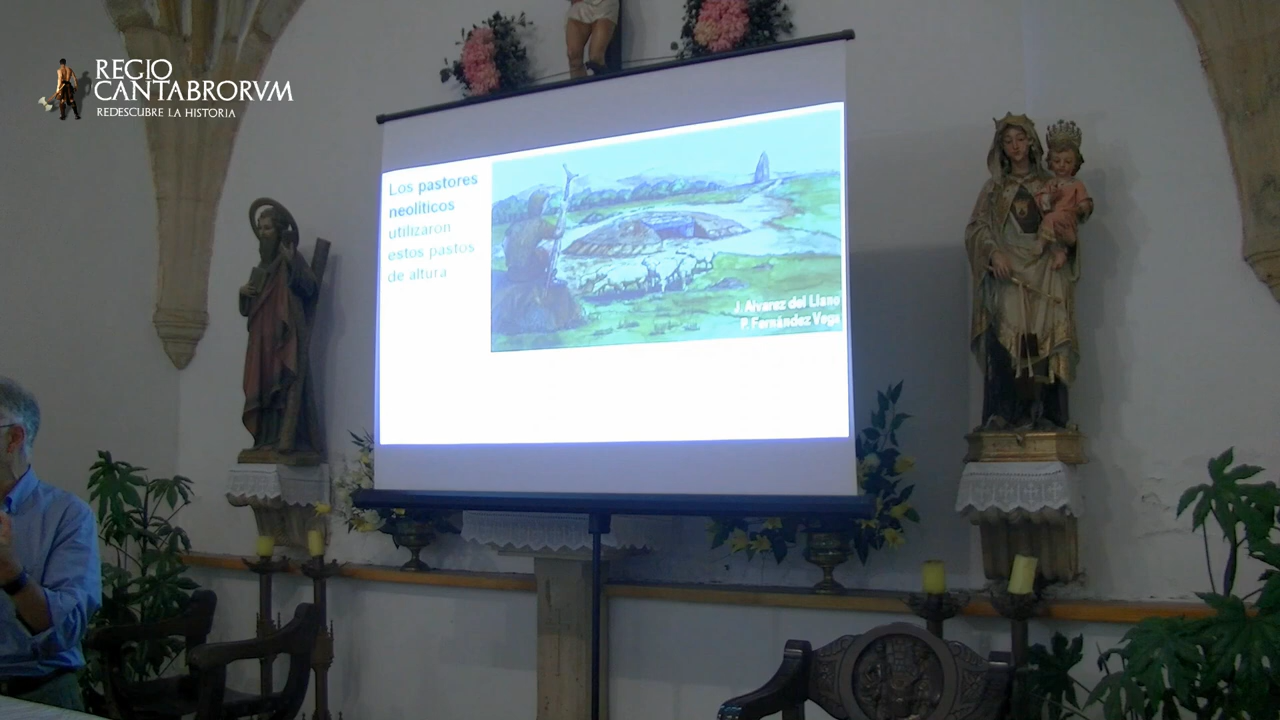 REGIO
CANTABRORVM
REDESCUBRE LA HISTORIA
Los pastores
neolíticos
utilizaron
estos pastos
de altura
J. Alvarez del Llano
P. Fernández Vega